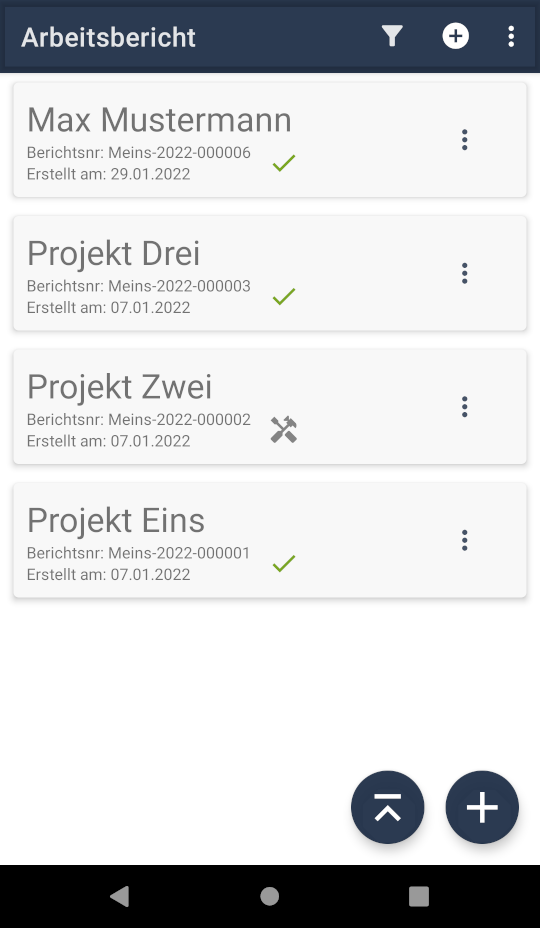 Arbeitsbericht
Max Mustermann
Berichtsnr: Meins-2022-000006
Erstellt am: 29.01.2022
Projekt Drei
Berichtsnr: Meins-2022-000003
Erstellt am: 07.01.2022
Projekt Zwei
Berichtsnr: Meins-2022-000002
Erstellt am: 07.01.2022
Projekt Eins
Berichtsnr: Meins-2022-000001
Erstellt am: 07.01.2022